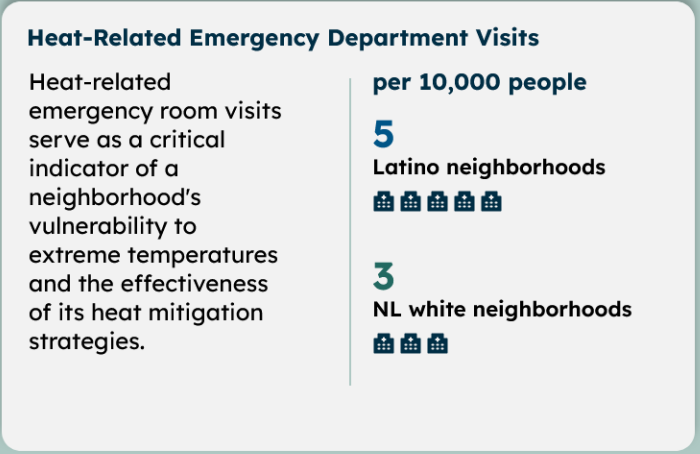 Heat-Related Emergency Department Visits
Heat-related
emergency room visits
serve as a critical
indicator of a
neighborhood's
vulnerability to
extreme temperatures
and the effectiveness
of its heat mitigation
strategies.
per 10,000 people
5
Latino neighborhoods
3
NL white neighborhoods